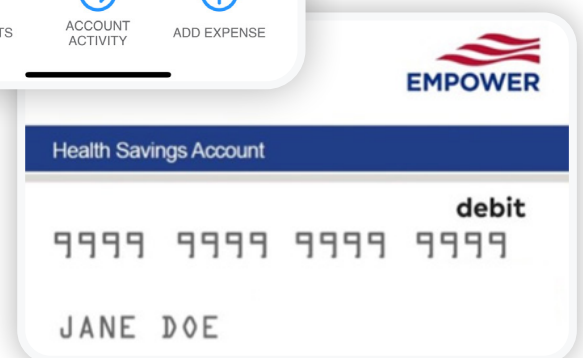 TS
ACCOUNT
ACTIVITY
ADD EXPENSE
EMPOWER
Health Savings Account
debit
9999 9999 9999 9999
JANE DOE